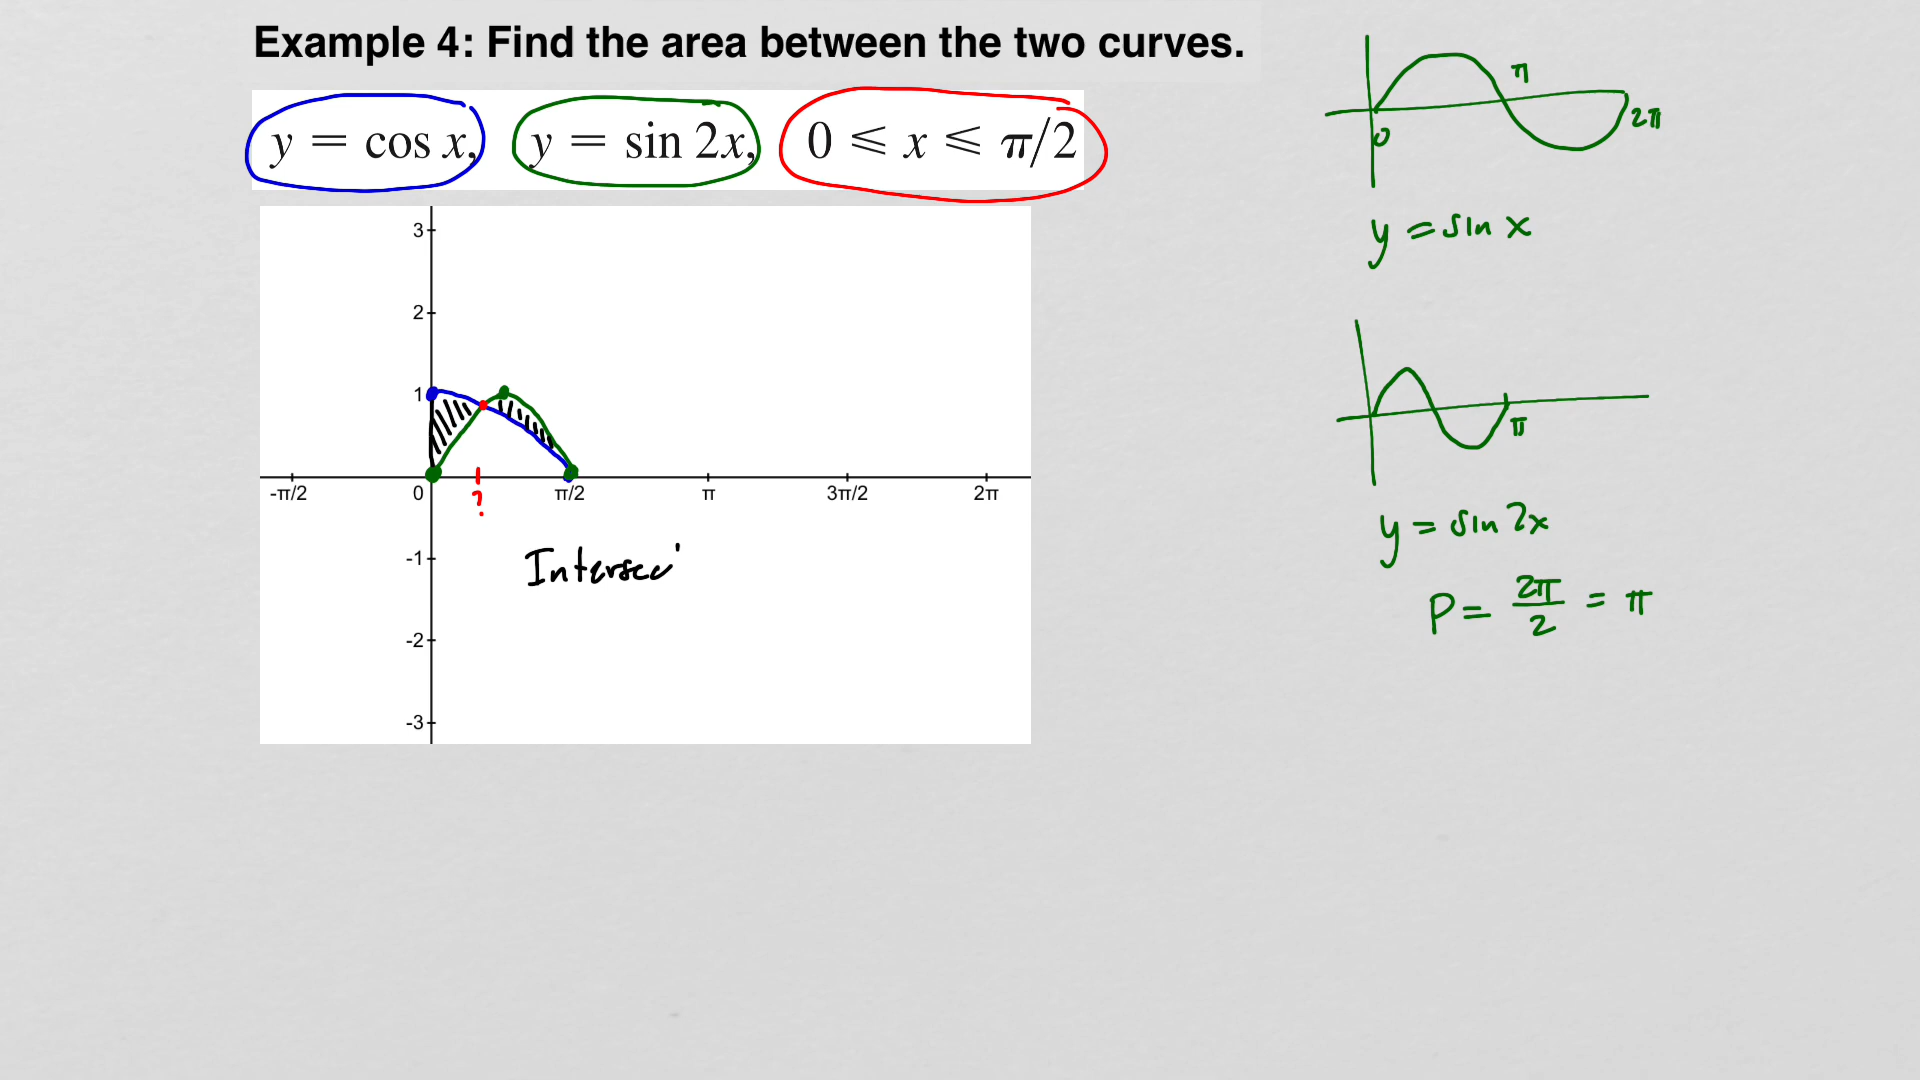 Example 4: Find the area between the two curves.
y = cos x, y = sin 2x, 0 ⩽ x ⩽ π/2
3
2
1
-π/2 0 π/2 π 3π/2 2π
?
-1
Intersec
-2
-3
π
0 2π
y = sin x
π
y = sin 2x
P = 2π/2 = π